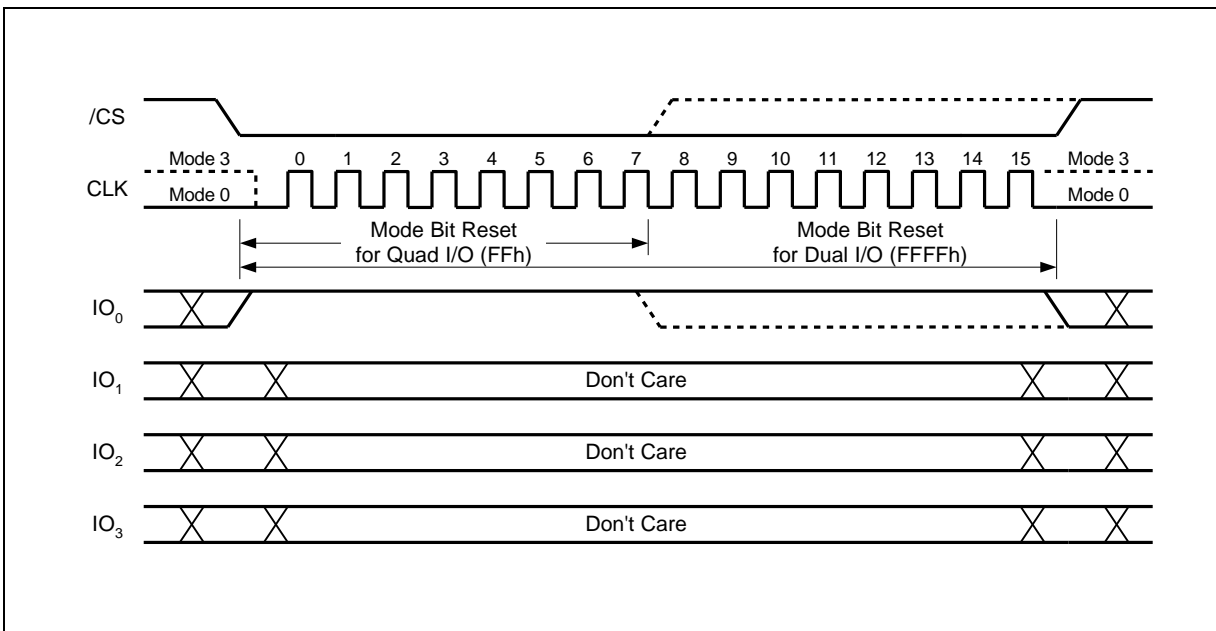 /CS
Mode 3 0 1 2 3 4 5 6 7 8 9 10 11 12 13 14 15 Mode 3
CLK
Mode 0 Mode 0
Mode Bit Reset
for Quad I/O (FFh)
Mode Bit Reset
for Dual I/O (FFFFh)
IO0
IO1 Don't Care
IO2 Don't Care
IO3 Don't Care